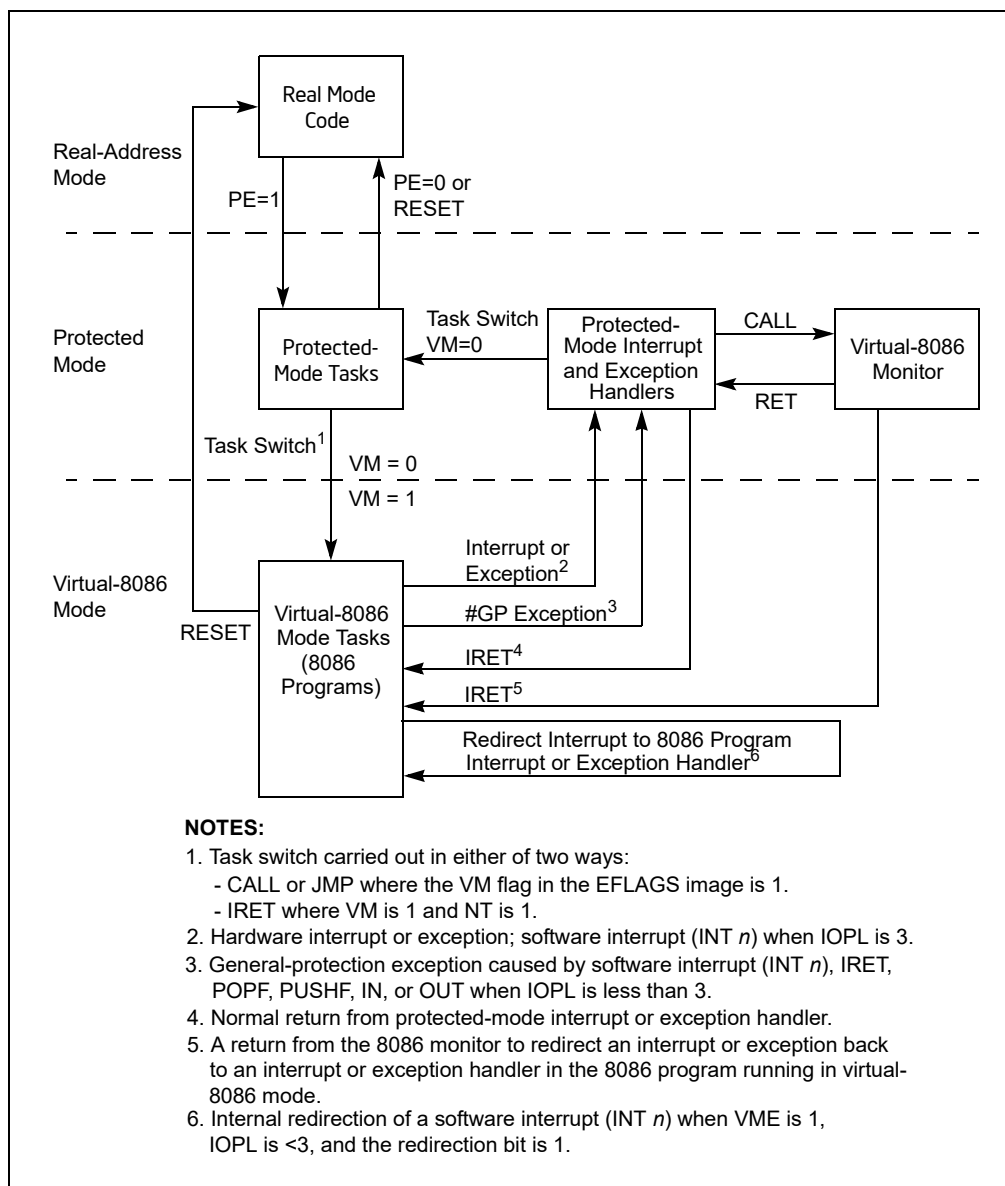 Real Mode
Code
Real-Address
Mode
PE=1
PE=0 or
RESET
Protected
Mode
Protected-
Mode Tasks
Task Switch
VM=0
Protected-
Mode Interrupt
and Exception
Handlers
CALL
RET
Virtual-8086
Monitor
Task Switch1
VM = 0
VM = 1
Virtual-8086
Mode
RESET
Virtual-8086
Mode Tasks
(8086
Programs)
Interrupt or
Exception2
#GP Exception3
IRET4
IRET5
Redirect Interrupt to 8086 Program
Interrupt or Exception Handler6
NOTES:
1. Task switch carried out in either of two ways:
- CALL or JMP where the VM flag in the EFLAGS image is 1.
- IRET where VM is 1 and NT is 1.
2. Hardware interrupt or exception; software interrupt (INT n) when IOPL is 3.
3. General-protection exception caused by software interrupt (INT n), IRET,
POPF, PUSHF, IN, or OUT when IOPL is less than 3.
4. Normal return from protected-mode interrupt or exception handler.
5. A return from the 8086 monitor to redirect an interrupt or exception back
to an interrupt or exception handler in the 8086 program running in virtual-
8086 mode.
6. Internal redirection of a software interrupt (INT n) when VME is 1,
IOPL is <3, and the redirection bit is 1.